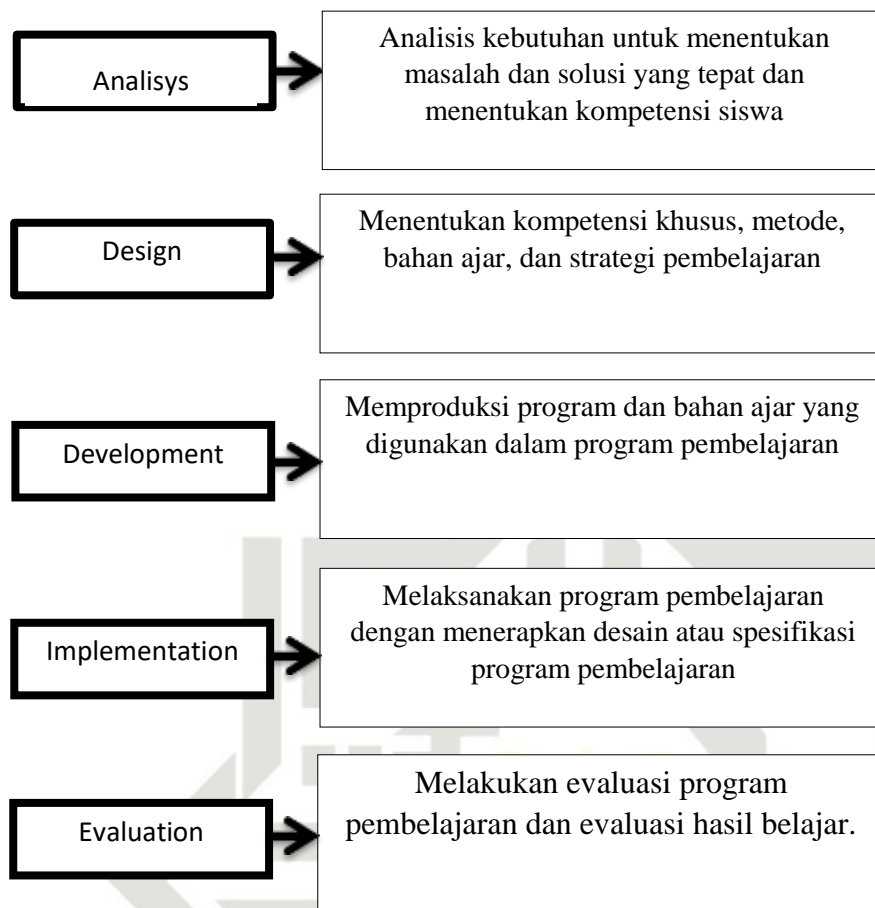 Analisys
Analisis kebutuhan untuk menentukan
masalah dan solusi yang tepat dan
menentukan kompetensi siswa
Design
Menentukan kompetensi khusus, metode,
bahan ajar, dan strategi pembelajaran
Development
Memproduksi program dan bahan ajar yang
digunakan dalam program pembelajaran
Implementation
Melaksanakan program pembelajaran
dengan menerapkan desain atau spesifikasi
program pembelajaran
Evaluation
Melakukan evaluasi program
pembelajaran dan evaluasi hasil belajar.